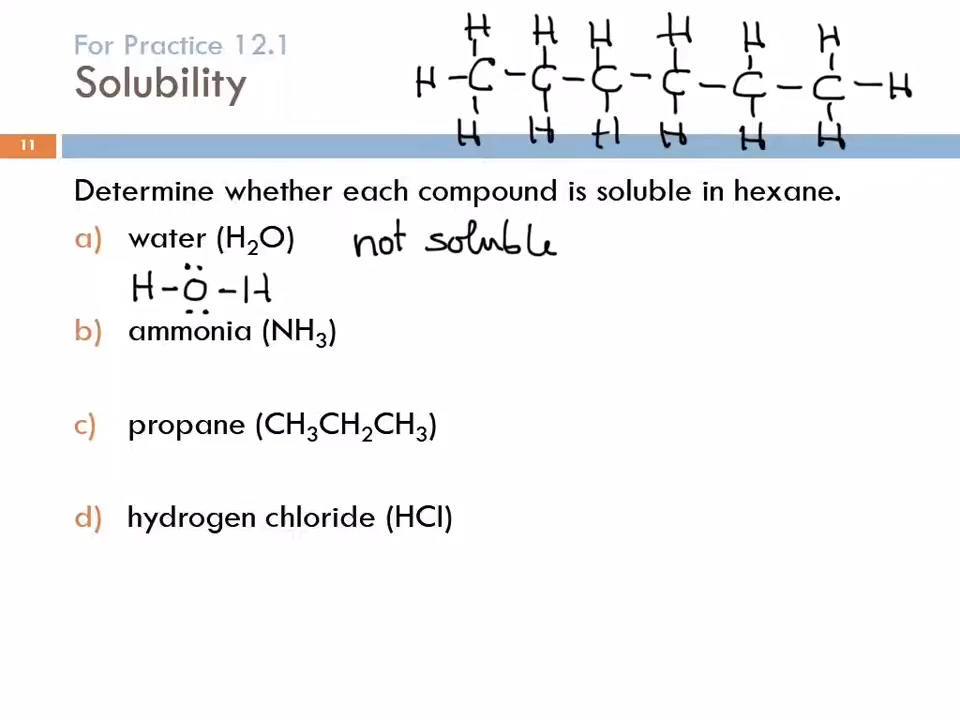 For Practice 12.1
Solubility
H H H H H H
H-C-C-C-C-C-C-H
H H H H H H
11
Determine whether each compound is soluble in hexane.
a) water (H₂O) not soluble
H-Ö-H
b) ammonia (NH₃)
c) propane (CH₃CH₂CH₃)
d) hydrogen chloride (HCl)